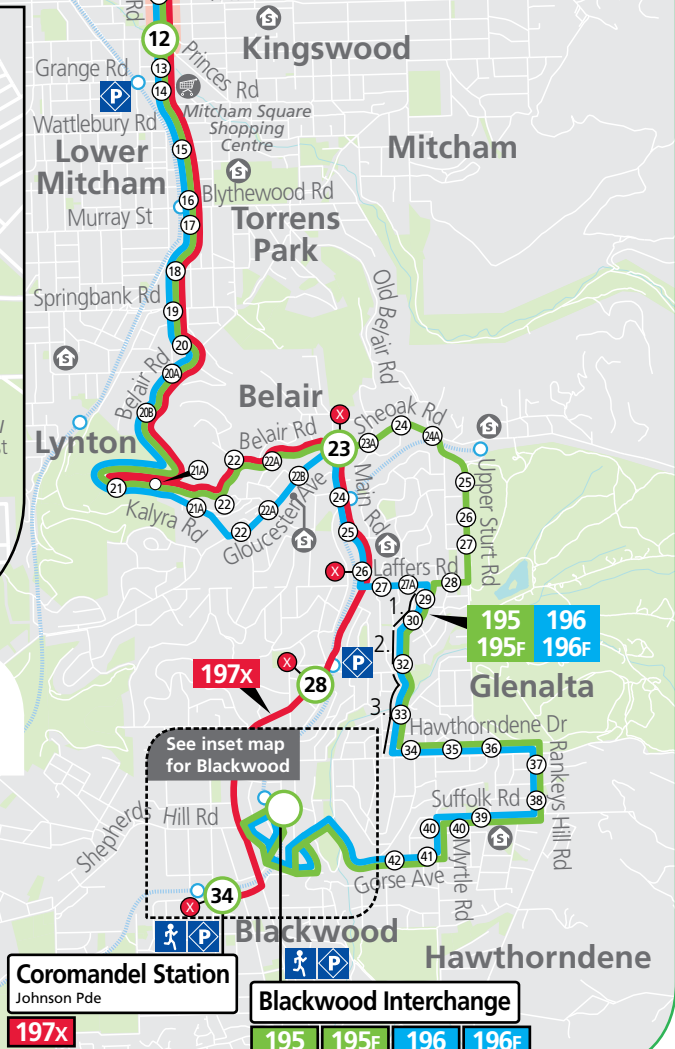 Rd
12
Kingswood
13
Princes Rd
Grange Rd
14
P
Mitcham Square
Shopping
Centre
Wattlebury Rd
Lower
Mitcham
15
Mitcham
S
16
Blythewood Rd
Murray St
17
Torrens
Park
18
Old Belair Rd
Springbank Rd
19
20
S
Belair Rd
20A
Belair
X
20B
Sheoak Rd
24
S
Lynton
Belair Rd
23
23A
24A
21A
22
22A
22B
Main Rd
21
Kalyra Rd
21A
22
22A
22
Gloucester Ave
24
25
Upper Sturt Rd
26
27
25
S
S
X
26
Laffers Rd
27
27A
28
29
1.
30
195
196
195F
196F
2.
X
P
32
197X
28
Glenalta
3.
33
Hawthorndene Dr
See inset map
for Blackwood
34
35
36
37
Rankeys Hill Rd
38
Suffolk Rd
39
Shepherds Hill Rd
40
40
S
Myrtle Rd
42
41
Gorse Ave
34
X
P
Blackwood
P
Hawthorndene
Coromandel Station
Johnson Pde
197X
Blackwood Interchange
195
195F
196
196F